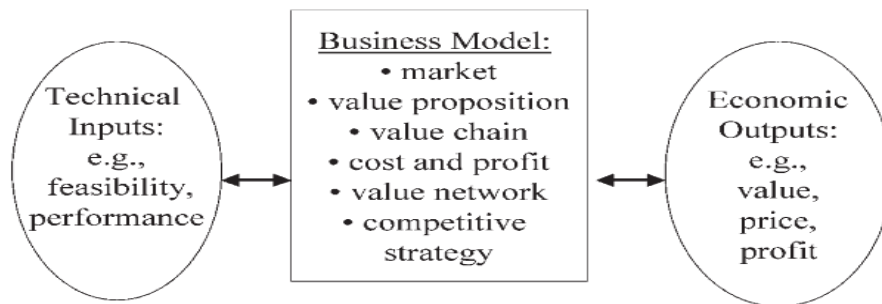 Technical
Inputs:
e.g.,
feasibility,
performance
Business Model:
• market
• value proposition
• value chain
• cost and profit
• value network
• competitive
strategy
Economic
Outputs:
e.g.,
value,
price,
profit